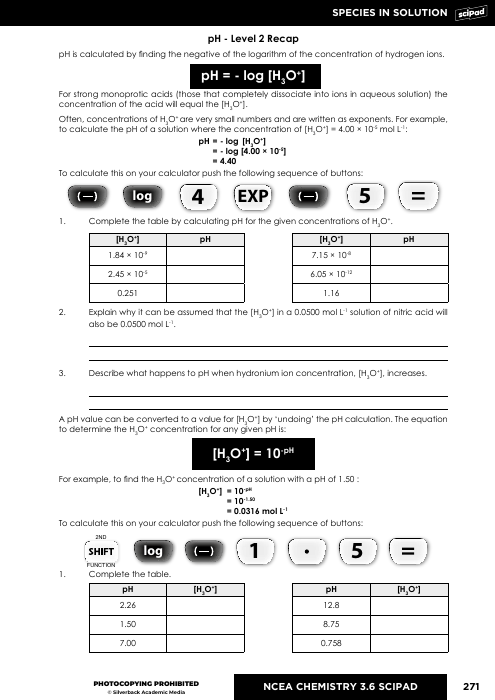 SPECIES IN SOLUTION scipad
pH - Level 2 Recap
pH is calculated by finding the negative of the logarithm of the concentration of hydrogen ions.
pH = - log [H₃O⁺]
For strong monoprotic acids (those that completely dissociate into ions in aqueous solution) the
concentration of the acid will equal the [H₃O⁺].
Often, concentrations of H₃O⁺ are very small numbers and are written as exponents. For example,
to calculate the pH of a solution where the concentration of [H₃O⁺] = 4.00 × 10⁻⁵ mol L⁻¹:
pH = - log [H₃O⁺]
= - log [4.00 × 10⁻⁵]
= 4.40
To calculate this on your calculator push the following sequence of buttons:
(—) log 4 EXP (—) 5 =
1. Complete the table by calculating pH for the given concentrations of H₃O⁺.
[H₃O⁺] pH [H₃O⁺] pH
1.84 × 10⁻⁹ 7.15 × 10⁻⁸
2.45 × 10⁻⁵ 6.05 × 10⁻¹²
0.251 1.16
2. Explain why it can be assumed that the [H₃O⁺] in a 0.0500 mol L⁻¹ solution of nitric acid will
also be 0.0500 mol L⁻¹.
3. Describe what happens to pH when hydronium ion concentration, [H₃O⁺], increases.
A pH value can be converted to a value for [H₃O⁺] by ‘undoing’ the pH calculation. The equation
to determine the H₃O⁺ concentration for any given pH is:
[H₃O⁺] = 10⁻ᵖᴴ
For example, to find the H₃O⁺ concentration of a solution with a pH of 1.50 :
[H₃O⁺] = 10⁻ᵖᴴ
= 10⁻¹·⁵⁰
= 0.0316 mol L⁻¹
To calculate this on your calculator push the following sequence of buttons:
2ND
SHIFT log (—) 1 · 5 =
FUNCTION
1. Complete the table.
pH [H₃O⁺] pH [H₃O⁺]
2.26 12.8
1.50 8.75
7.00 0.758
PHOTOCOPYING PROHIBITED
© Silverback Academic Media
NCEA CHEMISTRY 3.6 SCIPAD 271